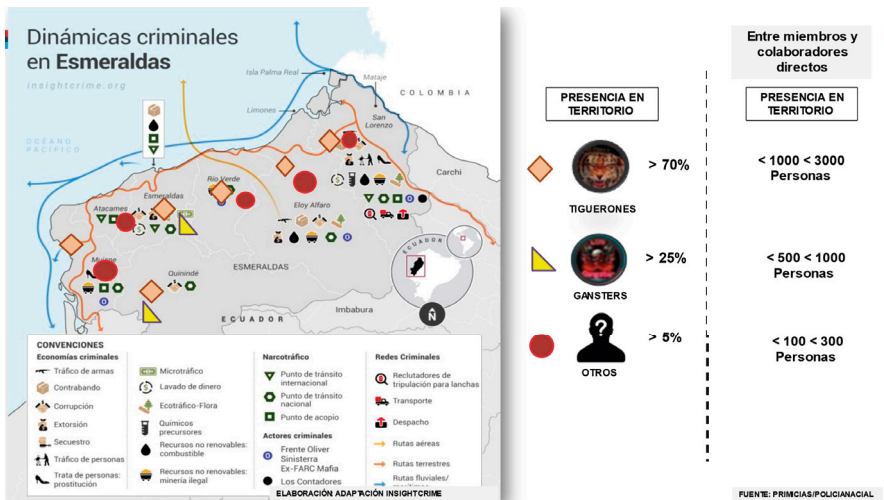 Dinámicas criminales
en Esmeraldas
insightcrime.org
OCÉANO
PACÍFICO
Isla Palma Real
Mataje
COLOMBIA
Limones
San
Lorenzo
Carchi
Río Verde
Esmeraldas
Atacames
Eloy Alfaro
Muisne
Quinindé
ESMERALDAS
ECUADOR
Imbabura
ECUADOR
N
CONVENCIONES
Economías criminales
Tráfico de armas
Contrabando
Corrupción
Extorsión
Secuestro
Tráfico de personas
Trata de personas:
prostitución
Microtráfico
Lavado de dinero
Ecotráfico-Flora
Químicos
precursores
Recursos no renovables:
combustible
Recursos no renovables:
minería ilegal
Narcotráfico
Punto de tránsito
internacional
Punto de tránsito
nacional
Punto de acopio
Actores criminales
Frente Oliver
Sinisterra
Ex-FARC Mafia
Los Contadores
Redes Criminales
Reclutadores de
tripulación para lanchas
Transporte
Despacho
Rutas aéreas
Rutas terrestres
Rutas fluviales/
ELABORACIÓN: ADAPTACIÓN INSIGHTCRIME
PRESENCIA EN
TERRITORIO
> 70%
TIGUERONES
> 25%
GANSTERS
?
> 5%
OTROS
Entre miembros y
colaboradores
directos
PRESENCIA EN
TERRITORIO
< 1000 < 3000
Personas
< 500 < 1000
Personas
< 100 < 300
Personas
FUENTE: PRIMICIAS/POLICIANACIAL